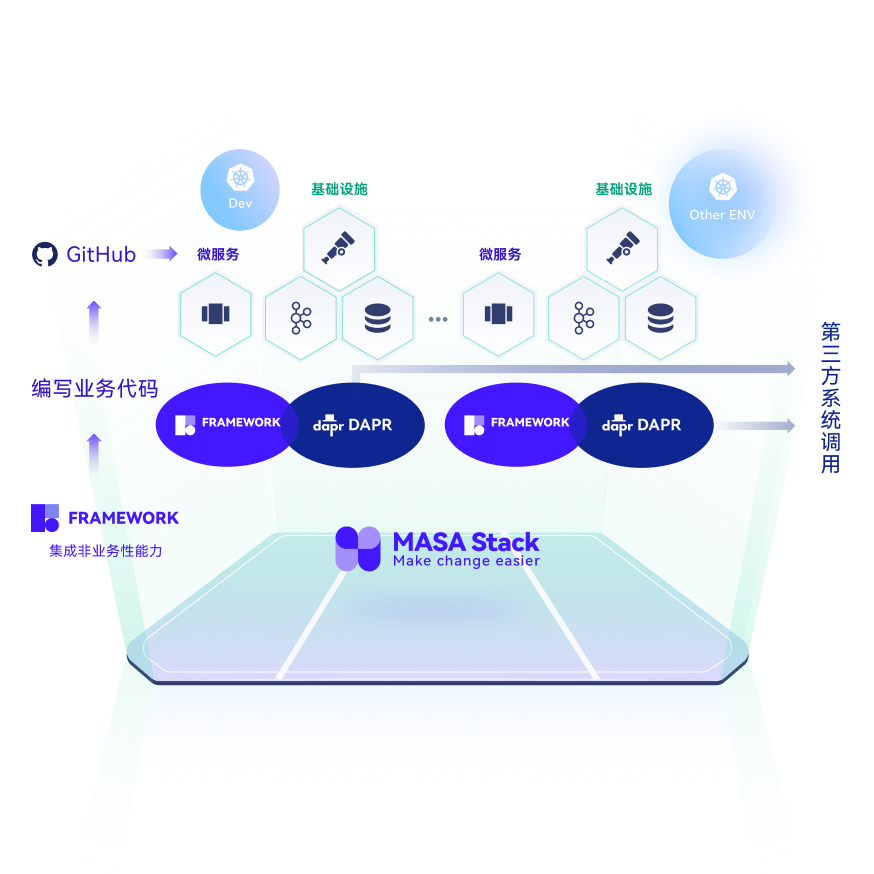 Dev
基础设施
基础设施
Other ENV
GitHub
微服务
微服务
编写业务代码
FRAMEWORK
dapr DAPR
FRAMEWORK
dapr DAPR
第三方系统调用
FRAMEWORK
集成非业务性能力
MASA Stack
Make change easier